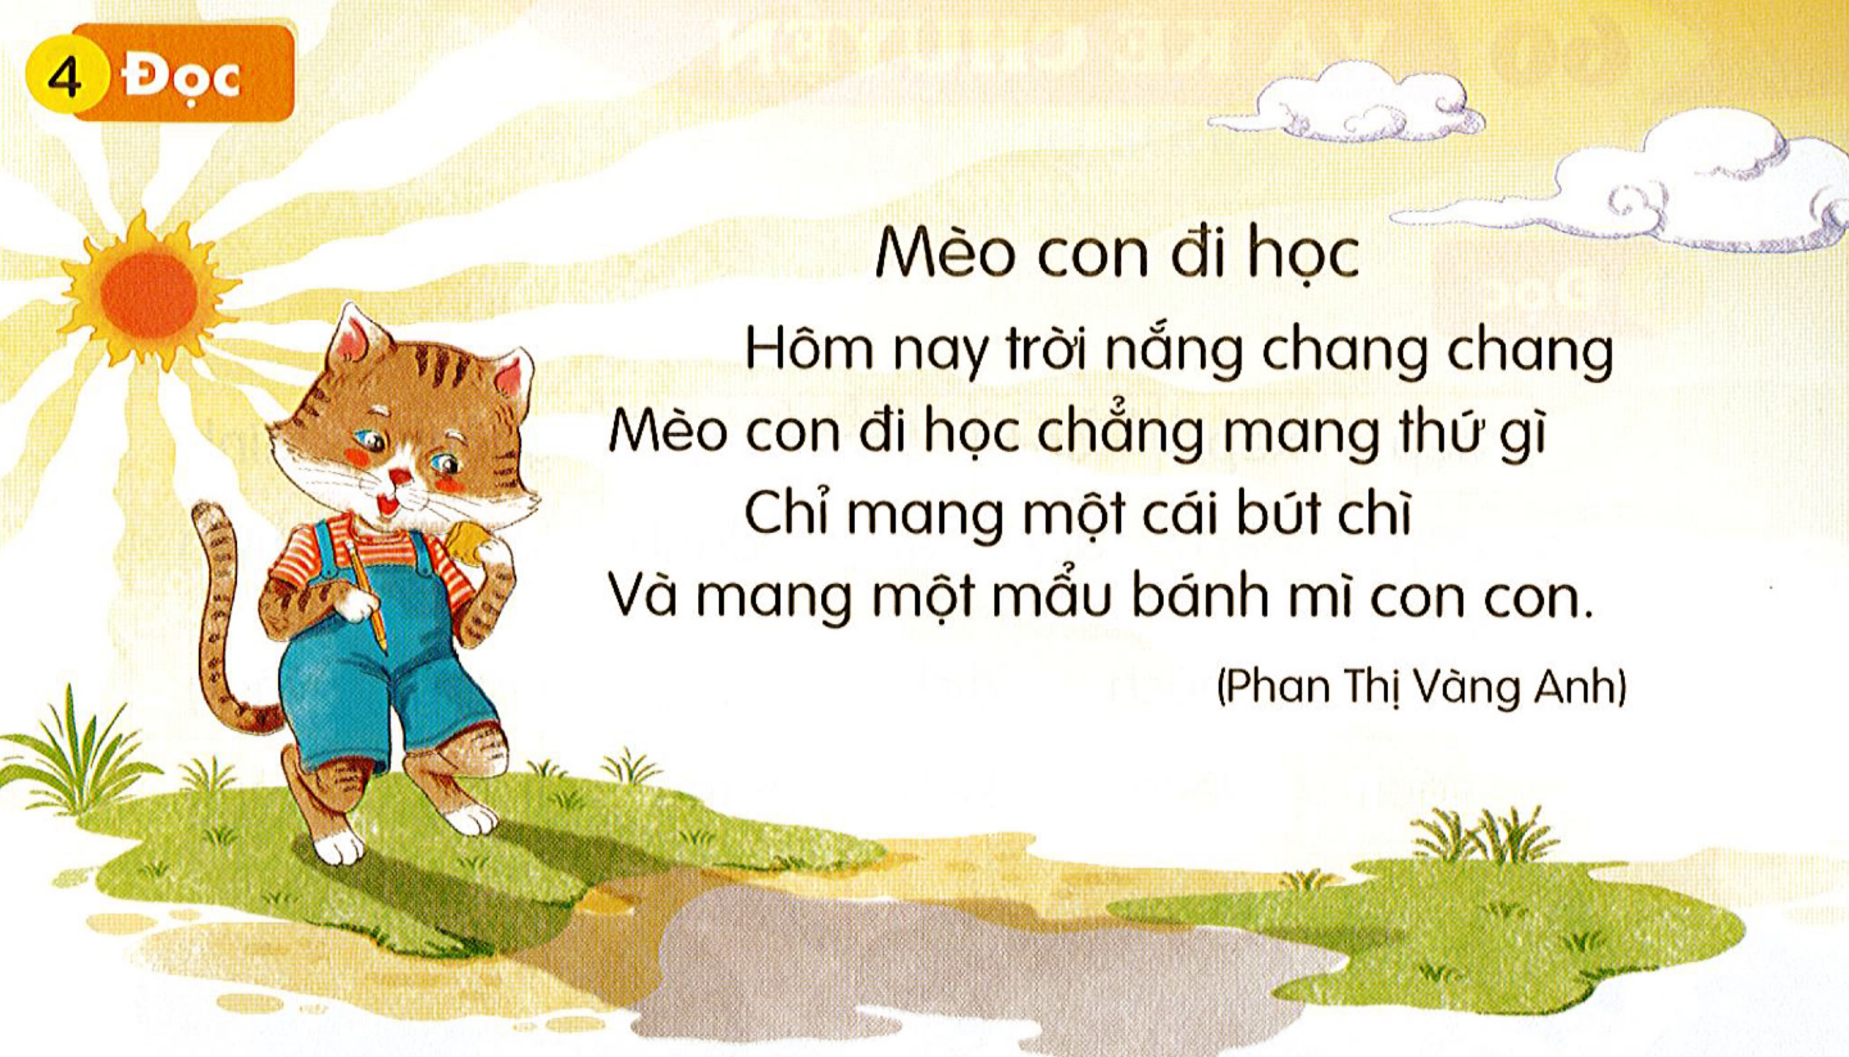 4 Đọc
Mèo con đi học
Hôm nay trời nắng chang chang
Mèo con đi học chẳng mang thứ gì
Chỉ mang một cái bút chì
Và mang một mẩu bánh mì con con.
(Phan Thị Vàng Anh)